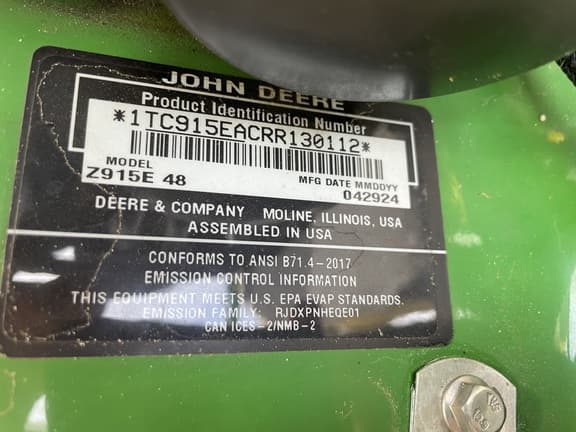 JOHN DEERE
Product Identification Number
*1TC915EACRR130112*
MODEL
Z915E 48
MFG DATE MMDDYY
042924
DEERE & COMPANY MOLINE, ILLINOIS, USA
ASSEMBLED IN USA
CONFORMS TO ANSI B71.4-2017
EMISSION CONTROL INFORMATION
THIS EQUIPMENT MEETS U.S. EPA EVAP STANDARDS.
EMISSION FAMILY: RJDXPNHEQE01
CAN ICES-2/NMB-2